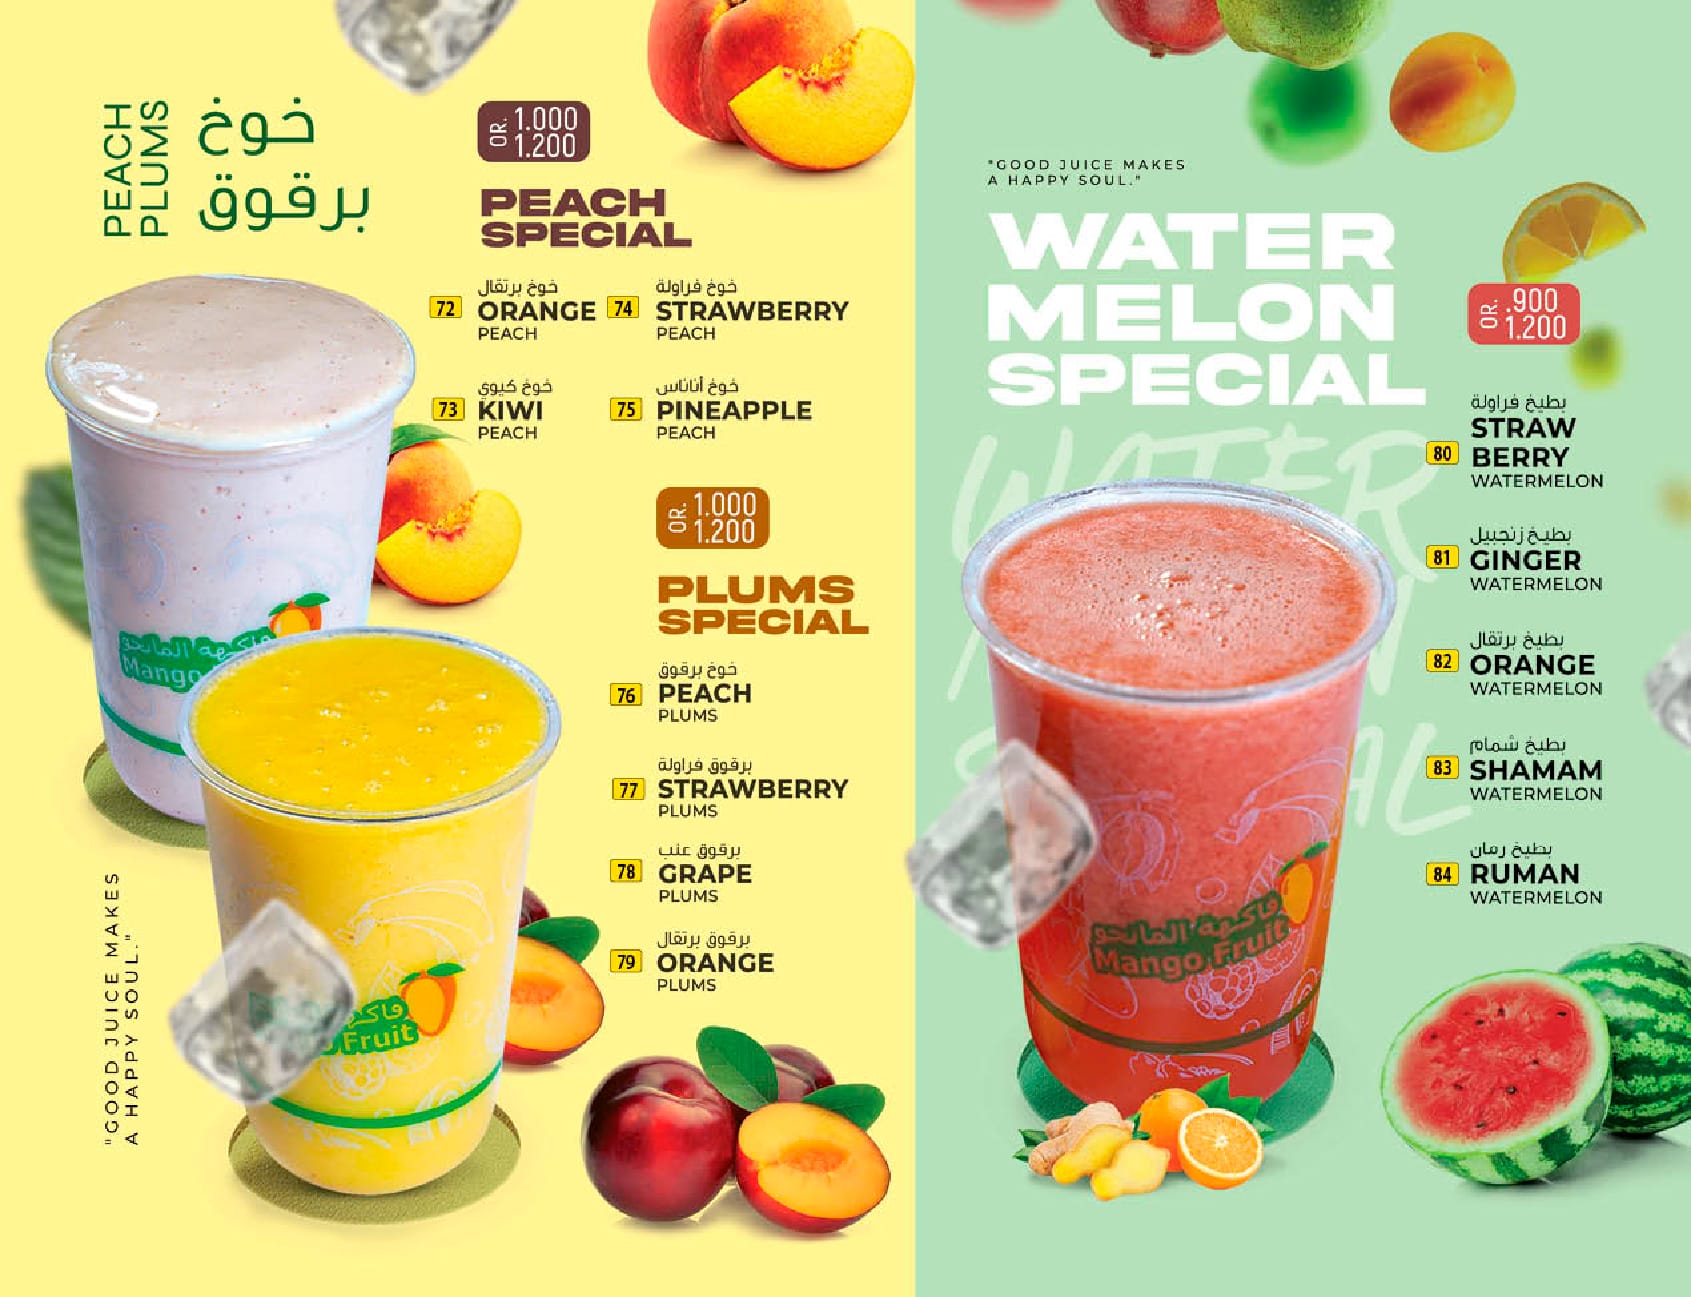 PEACH
PLUMS
خوخ
برقوق
OR. 1.000
1.200
PEACH
SPECIAL
خوخ برتقال
72 ORANGE
PEACH
خوخ فراولة
74 STRAWBERRY
PEACH
خوخ كيوي
73 KIWI
PEACH
خوخ أناناس
75 PINEAPPLE
PEACH
OR. 1.000
1.200
PLUMS
SPECIAL
خوخ برقوق
76 PEACH
PLUMS
برقوق فراولة
77 STRAWBERRY
PLUMS
برقوق عنب
78 GRAPE
PLUMS
برقوق برتقال
79 ORANGE
PLUMS
فاكهة المانجو
Mango
فاكهة
Fruit
"GOOD JUICE MAKES
A HAPPY SOUL."
"GOOD JUICE MAKES
A HAPPY SOUL."
WATER
MELON
SPECIAL
OR. .900
1.200
بطيخ فراولة
80 STRAW
BERRY
WATERMELON
بطيخ زنجبيل
81 GINGER
WATERMELON
بطيخ برتقال
82 ORANGE
WATERMELON
بطيخ شمام
83 SHAMAM
WATERMELON
بطيخ رمان
84 RUMAN
WATERMELON
فاكهة المانجو
Mango Fruit